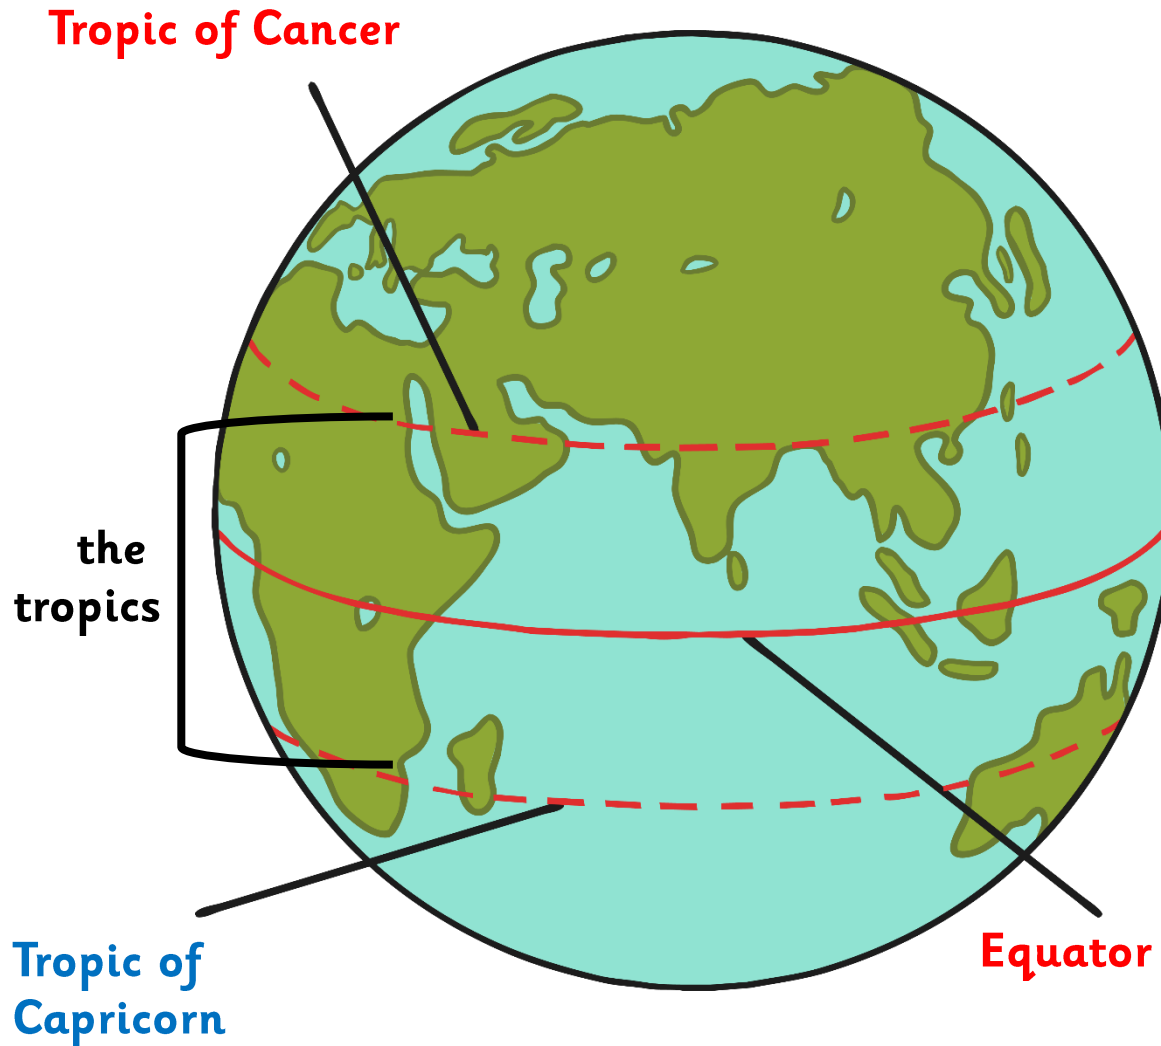 Tropic of Cancer
the
tropics
Tropic of
Capricorn
Equator